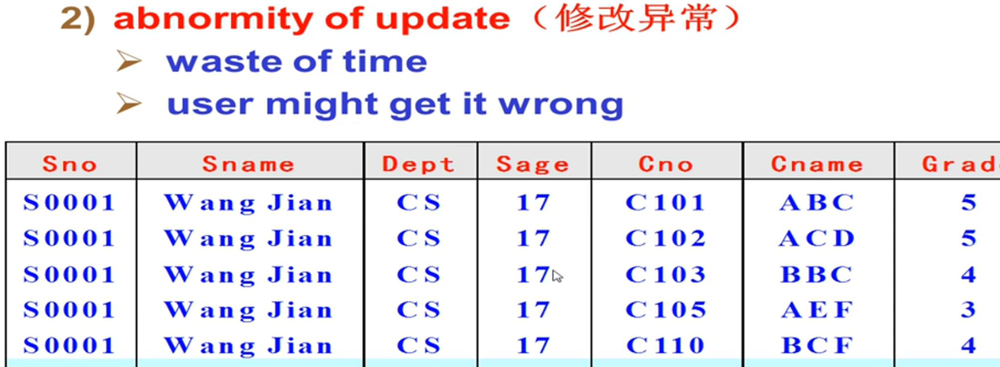 2) abnormity of update（修改异常）
➢ waste of time
➢ user might get it wrong
Sno Sname Dept Sage Cno Cname
S0001 Wang Jian CS 17 C101 ABC 5
S0001 Wang Jian CS 17 C102 ACD 5
S0001 Wang Jian CS 17 C103 BBC 4
S0001 Wang Jian CS 17 C105 AEF 3
S0001 Wang Jian CS 17 C110 BCF 4